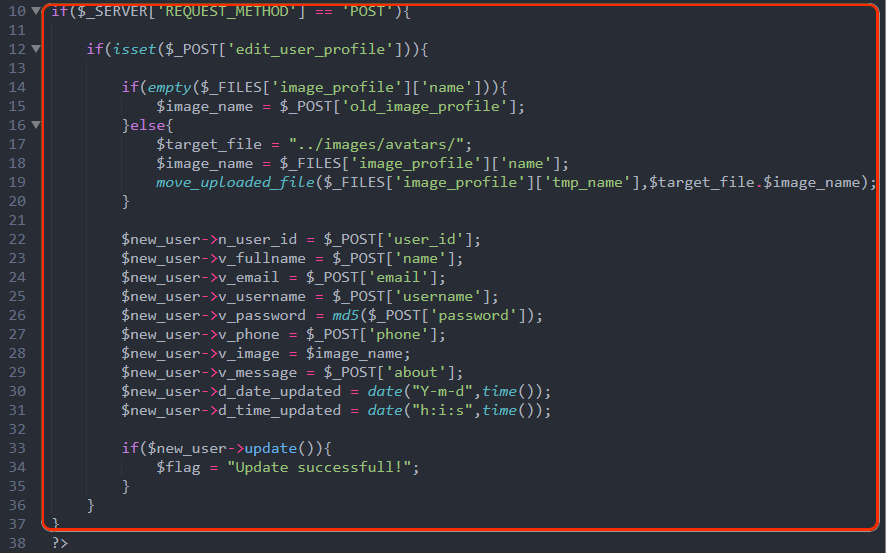 10 if($_SERVER['REQUEST_METHOD'] == 'POST'){
11
12     if(isset($_POST['edit_user_profile'])){
13
14         if(empty($_FILES['image_profile']['name'])){
15             $image_name = $_POST['old_image_profile'];
16         }else{
17             $target_file = "../images/avatars/";
18             $image_name = $_FILES['image_profile']['name'];
19             move_uploaded_file($_FILES['image_profile']['tmp_name'],$target_file.$image_name);
20         }
21
22         $new_user->n_user_id = $_POST['user_id'];
23         $new_user->v_fullname = $_POST['name'];
24         $new_user->v_email = $_POST['email'];
25         $new_user->v_username = $_POST['username'];
26         $new_user->v_password = md5($_POST['password']);
27         $new_user->v_phone = $_POST['phone'];
28         $new_user->v_image = $image_name;
29         $new_user->v_message = $_POST['about'];
30         $new_user->d_date_updated = date("Y-m-d",time());
31         $new_user->d_time_updated = date("h:i:s",time());
32
33         if($new_user->update()){
34             $flag = "Update successfull!";
35         }
36     }
37 }
38 ?>